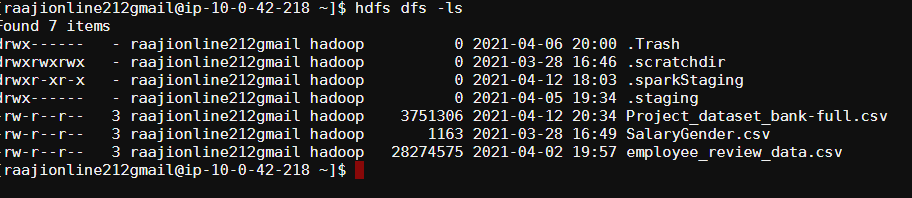 [raajionline212gmail@ip-10-0-42-218 ~]$ hdfs dfs -ls
Found 7 items
drwx------   - raajionline212gmail hadoop          0 2021-04-06 20:00 .Trash
drwxrwxrwx   - raajionline212gmail hadoop          0 2021-03-28 16:46 .scratchdir
drwxr-xr-x   - raajionline212gmail hadoop          0 2021-04-12 18:03 .sparkStaging
drwx------   - raajionline212gmail hadoop          0 2021-04-05 19:34 .staging
-rw-r--r--   3 raajionline212gmail hadoop    3751306 2021-04-12 20:34 Project_dataset_bank-full.csv
-rw-r--r--   3 raajionline212gmail hadoop       1163 2021-03-28 16:49 SalaryGender.csv
-rw-r--r--   3 raajionline212gmail hadoop   28274575 2021-04-02 19:57 employee_review_data.csv
[raajionline212gmail@ip-10-0-42-218 ~]$